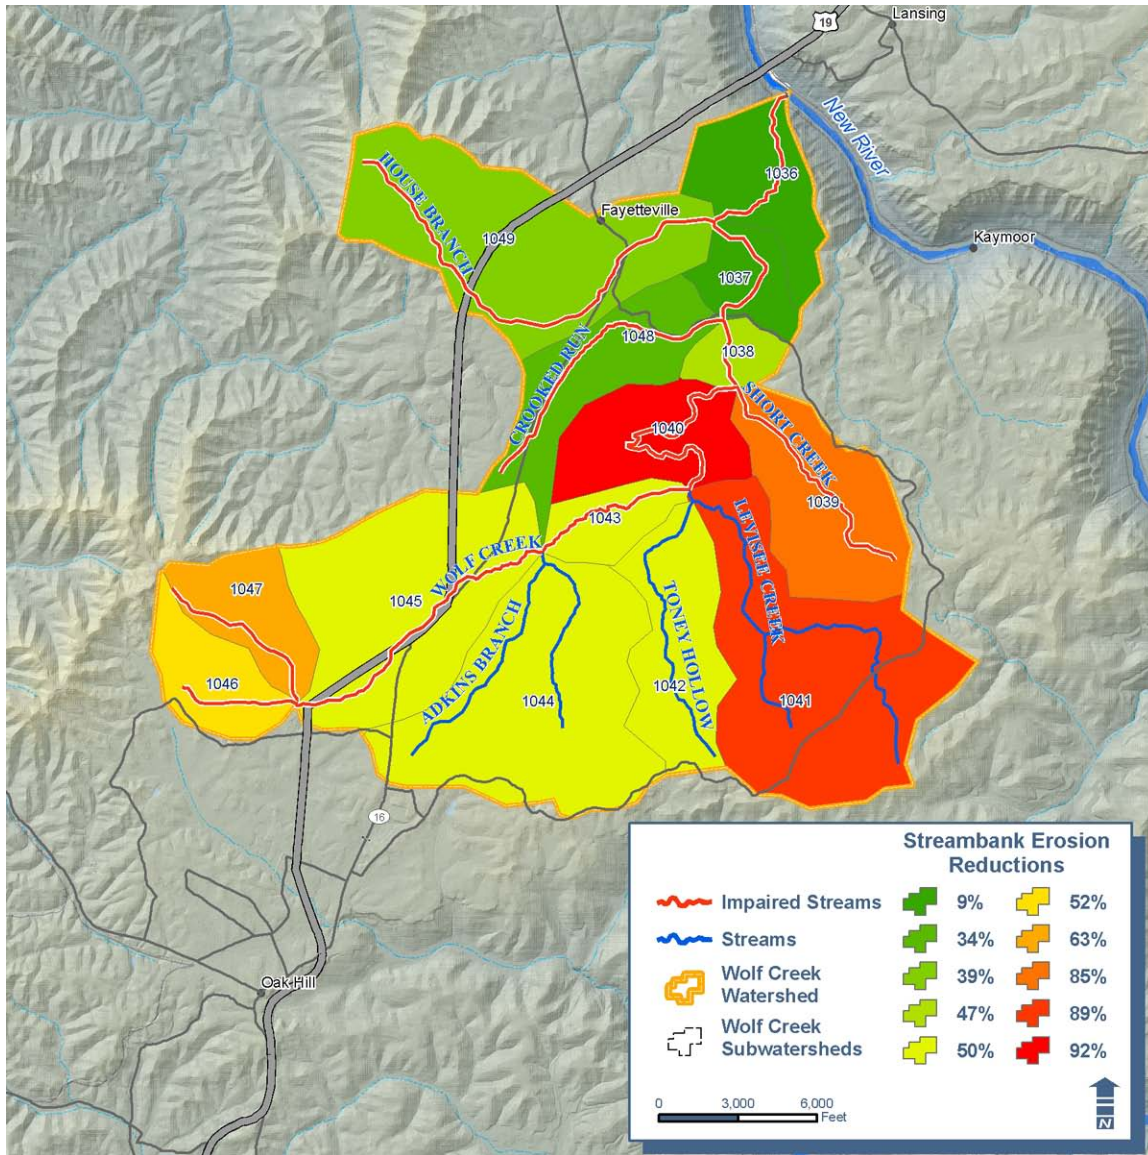 Lansing
19
New River
1036
HOUSE BRANCH
Fayetteville
1049
Kaymoor
1037
1048
1038
CROOKED RUN
SHORT CREEK
1040
1039
1043
LEVISEE CREEK
WOLF CREEK
1047
1045
TONEY HOLLOW
ADKINS BRANCH
1046
1042
1044
1041
16
Oak Hill
Streambank Erosion
Reductions
Impaired Streams
Streams
Wolf Creek
Watershed
Wolf Creek
Subwatersheds
9%
34%
39%
47%
50%
52%
63%
85%
89%
92%
0 3,000 6,000
Feet
N